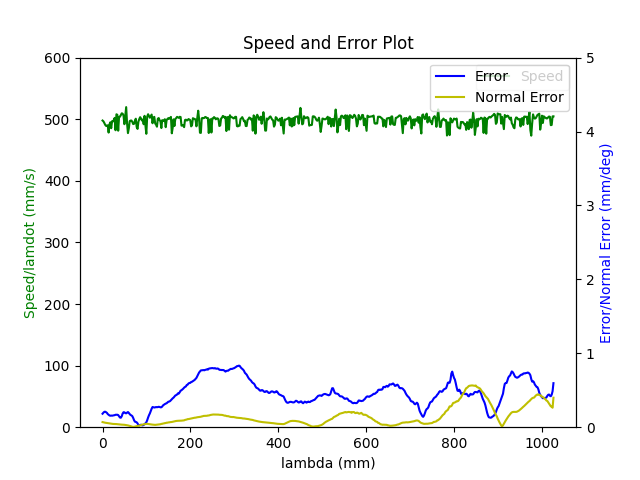 Speed and Error Plot
600
500
400
300
200
100
0
Speed/lamdot (mm/s)
5
4
3
2
1
0
Error/Normal Error (mm/deg)
Error
Speed
Normal Error
0
200
400
600
800
1000
lambda (mm)